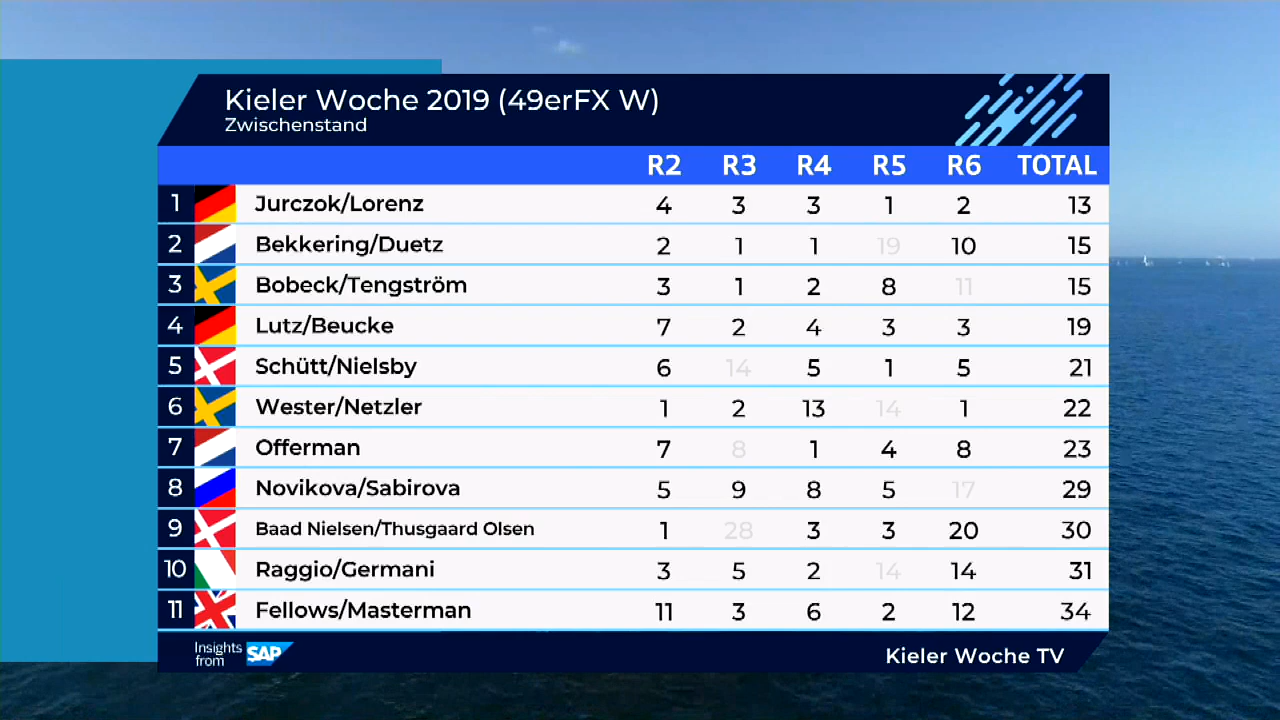 Kieler Woche 2019 (49erFX W)
Zwischenstand
R2 R3 R4 R5 R6 TOTAL
1 Jurczok/Lorenz 4 3 3 1 2 13
2 Bekkering/Duetz 2 1 1 19 10 15
3 Bobeck/Tengström 3 1 2 8 11 15
4 Lutz/Beucke 7 2 4 3 3 19
5 Schütt/Nielsby 6 14 5 1 5 21
6 Wester/Netzler 1 2 13 14 1 22
7 Offerman 7 8 1 4 8 23
8 Novikova/Sabirova 5 9 8 5 17 29
9 Baad Nielsen/Thusgaard Olsen 1 28 3 3 20 30
10 Raggio/Germani 3 5 2 14 14 31
11 Fellows/Masterman 11 3 6 2 12 34
Insights
from SAP
Kieler Woche TV